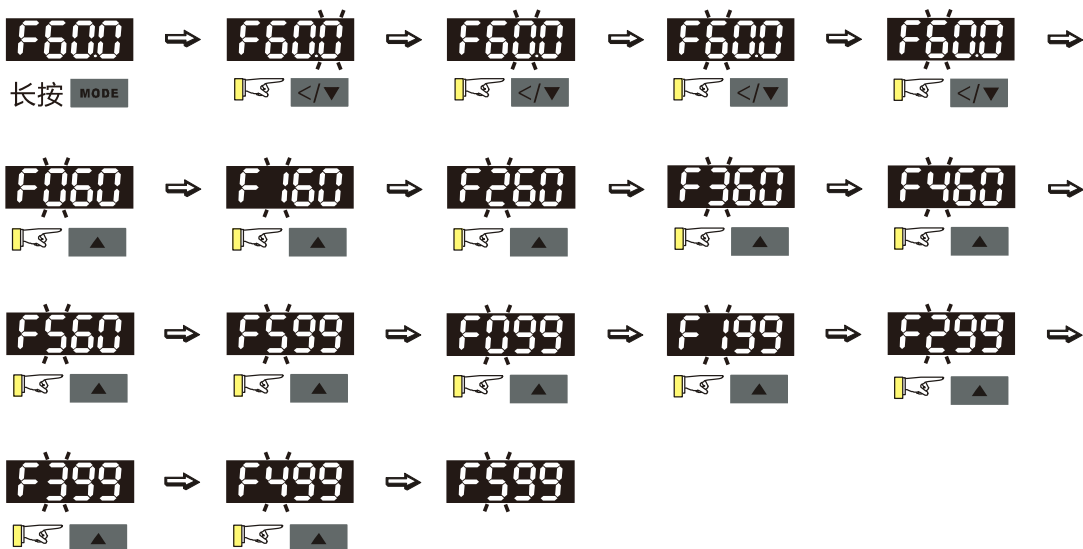 F60.0 F60.0 F60.0 F60.0 F60.0
长按 MODE </▼ </▼ </▼ </▼
F060 F160 F260 F360 F460
▲ ▲ ▲ ▲ ▲
F560 F599 F099 F199 F299
▲ ▲ ▲ ▲ ▲
F399 F499 F599
▲ ▲